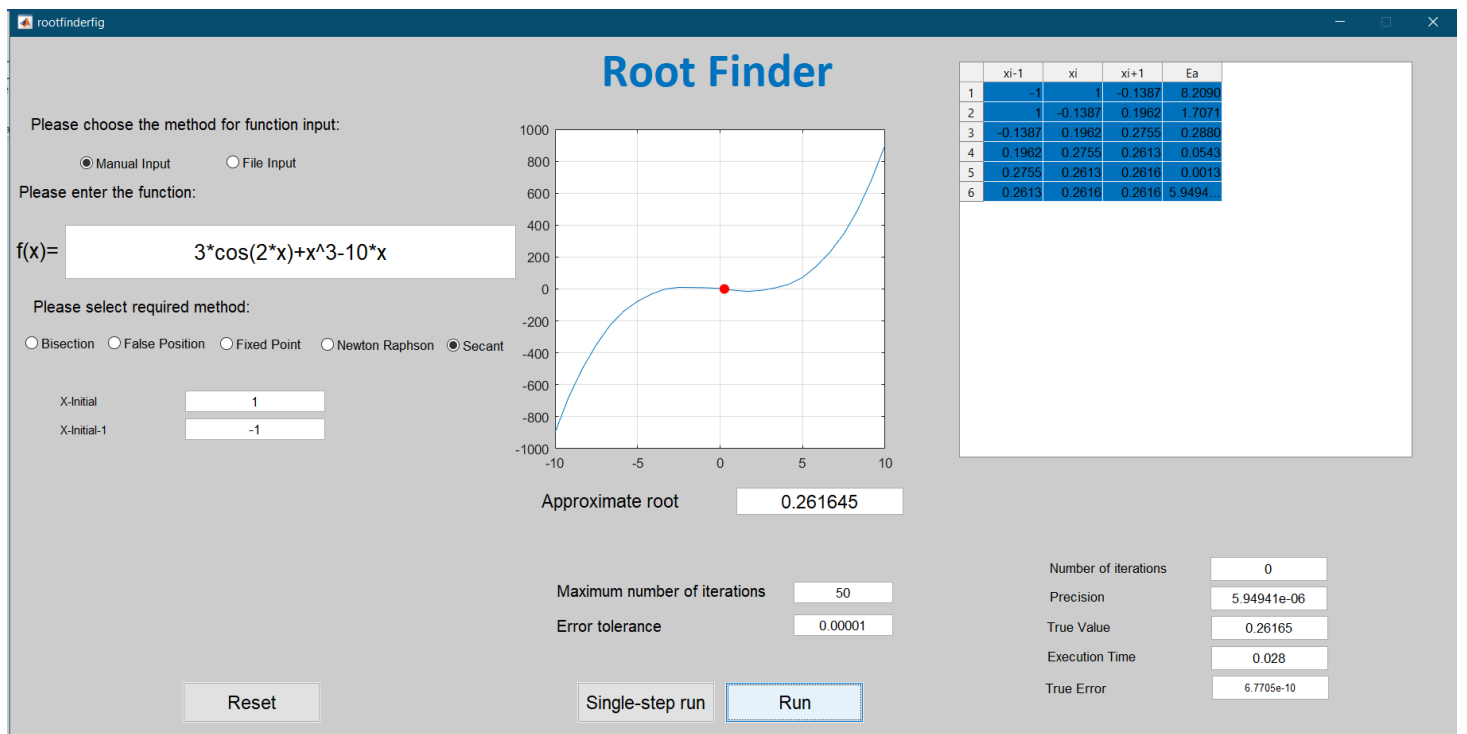 rootfinderfig
Root Finder
Please choose the method for function input:
Manual Input File Input
Please enter the function:
f(x)= 3*cos(2*x)+x^3-10*x
Please select required method:
Bisection False Position Fixed Point Newton Raphson Secant
X-Initial 1
X-Initial-1 -1
Reset
1000
800
600
400
200
0
-200
-400
-600
-800
-1000
-10 -5 0 5 10
Approximate root 0.261645
Maximum number of iterations 50
Error tolerance 0.00001
Single-step run Run
xi-1 xi xi+1 Ea
1 -1 1 -0.1387 8.2090
2 1 -0.1387 0.1962 1.7071
3 -0.1387 0.1962 0.2755 0.2880
4 0.1962 0.2755 0.2613 0.0543
5 0.2755 0.2613 0.2616 0.0013
6 0.2613 0.2616 0.2616 5.9494...
Number of iterations 0
Precision 5.94941e-06
True Value 0.26165
Execution Time 0.028
True Error 6.7705e-10